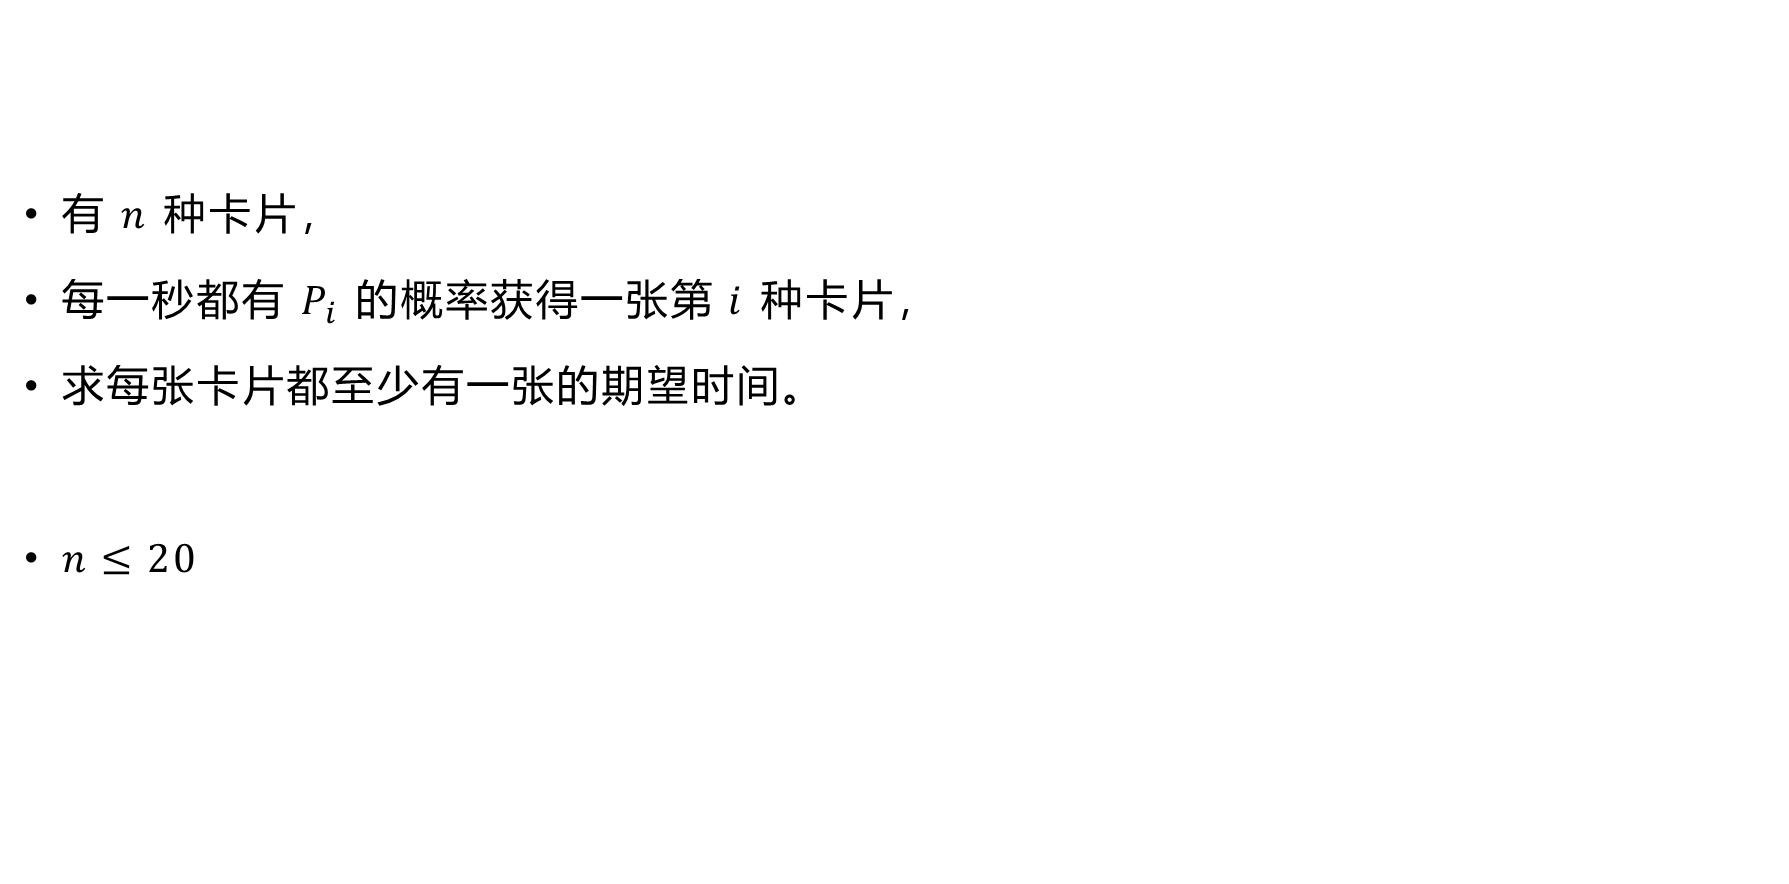 • 有 n 种卡片,
• 每一秒都有 P_i 的概率获得一张第 i 种卡片,
• 求每张卡片都至少有一张的期望时间。
• n ≤ 20